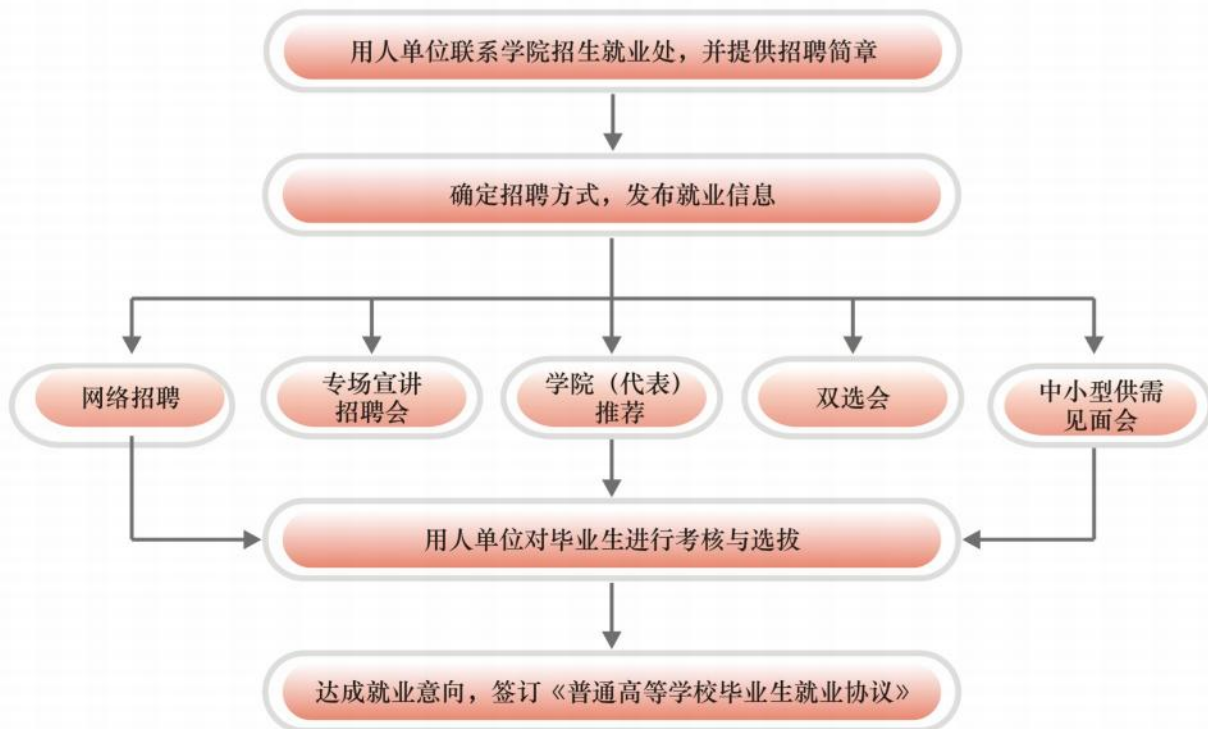 用人单位联系学院招生就业处，并提供招聘简章
确定招聘方式，发布就业信息
网络招聘
专场宣讲
招聘会
学院（代表）
推荐
双选会
中小型供需
见面会
用人单位对毕业生进行考核与选拔
达成就业意向，签订《普通高等学校毕业生就业协议》